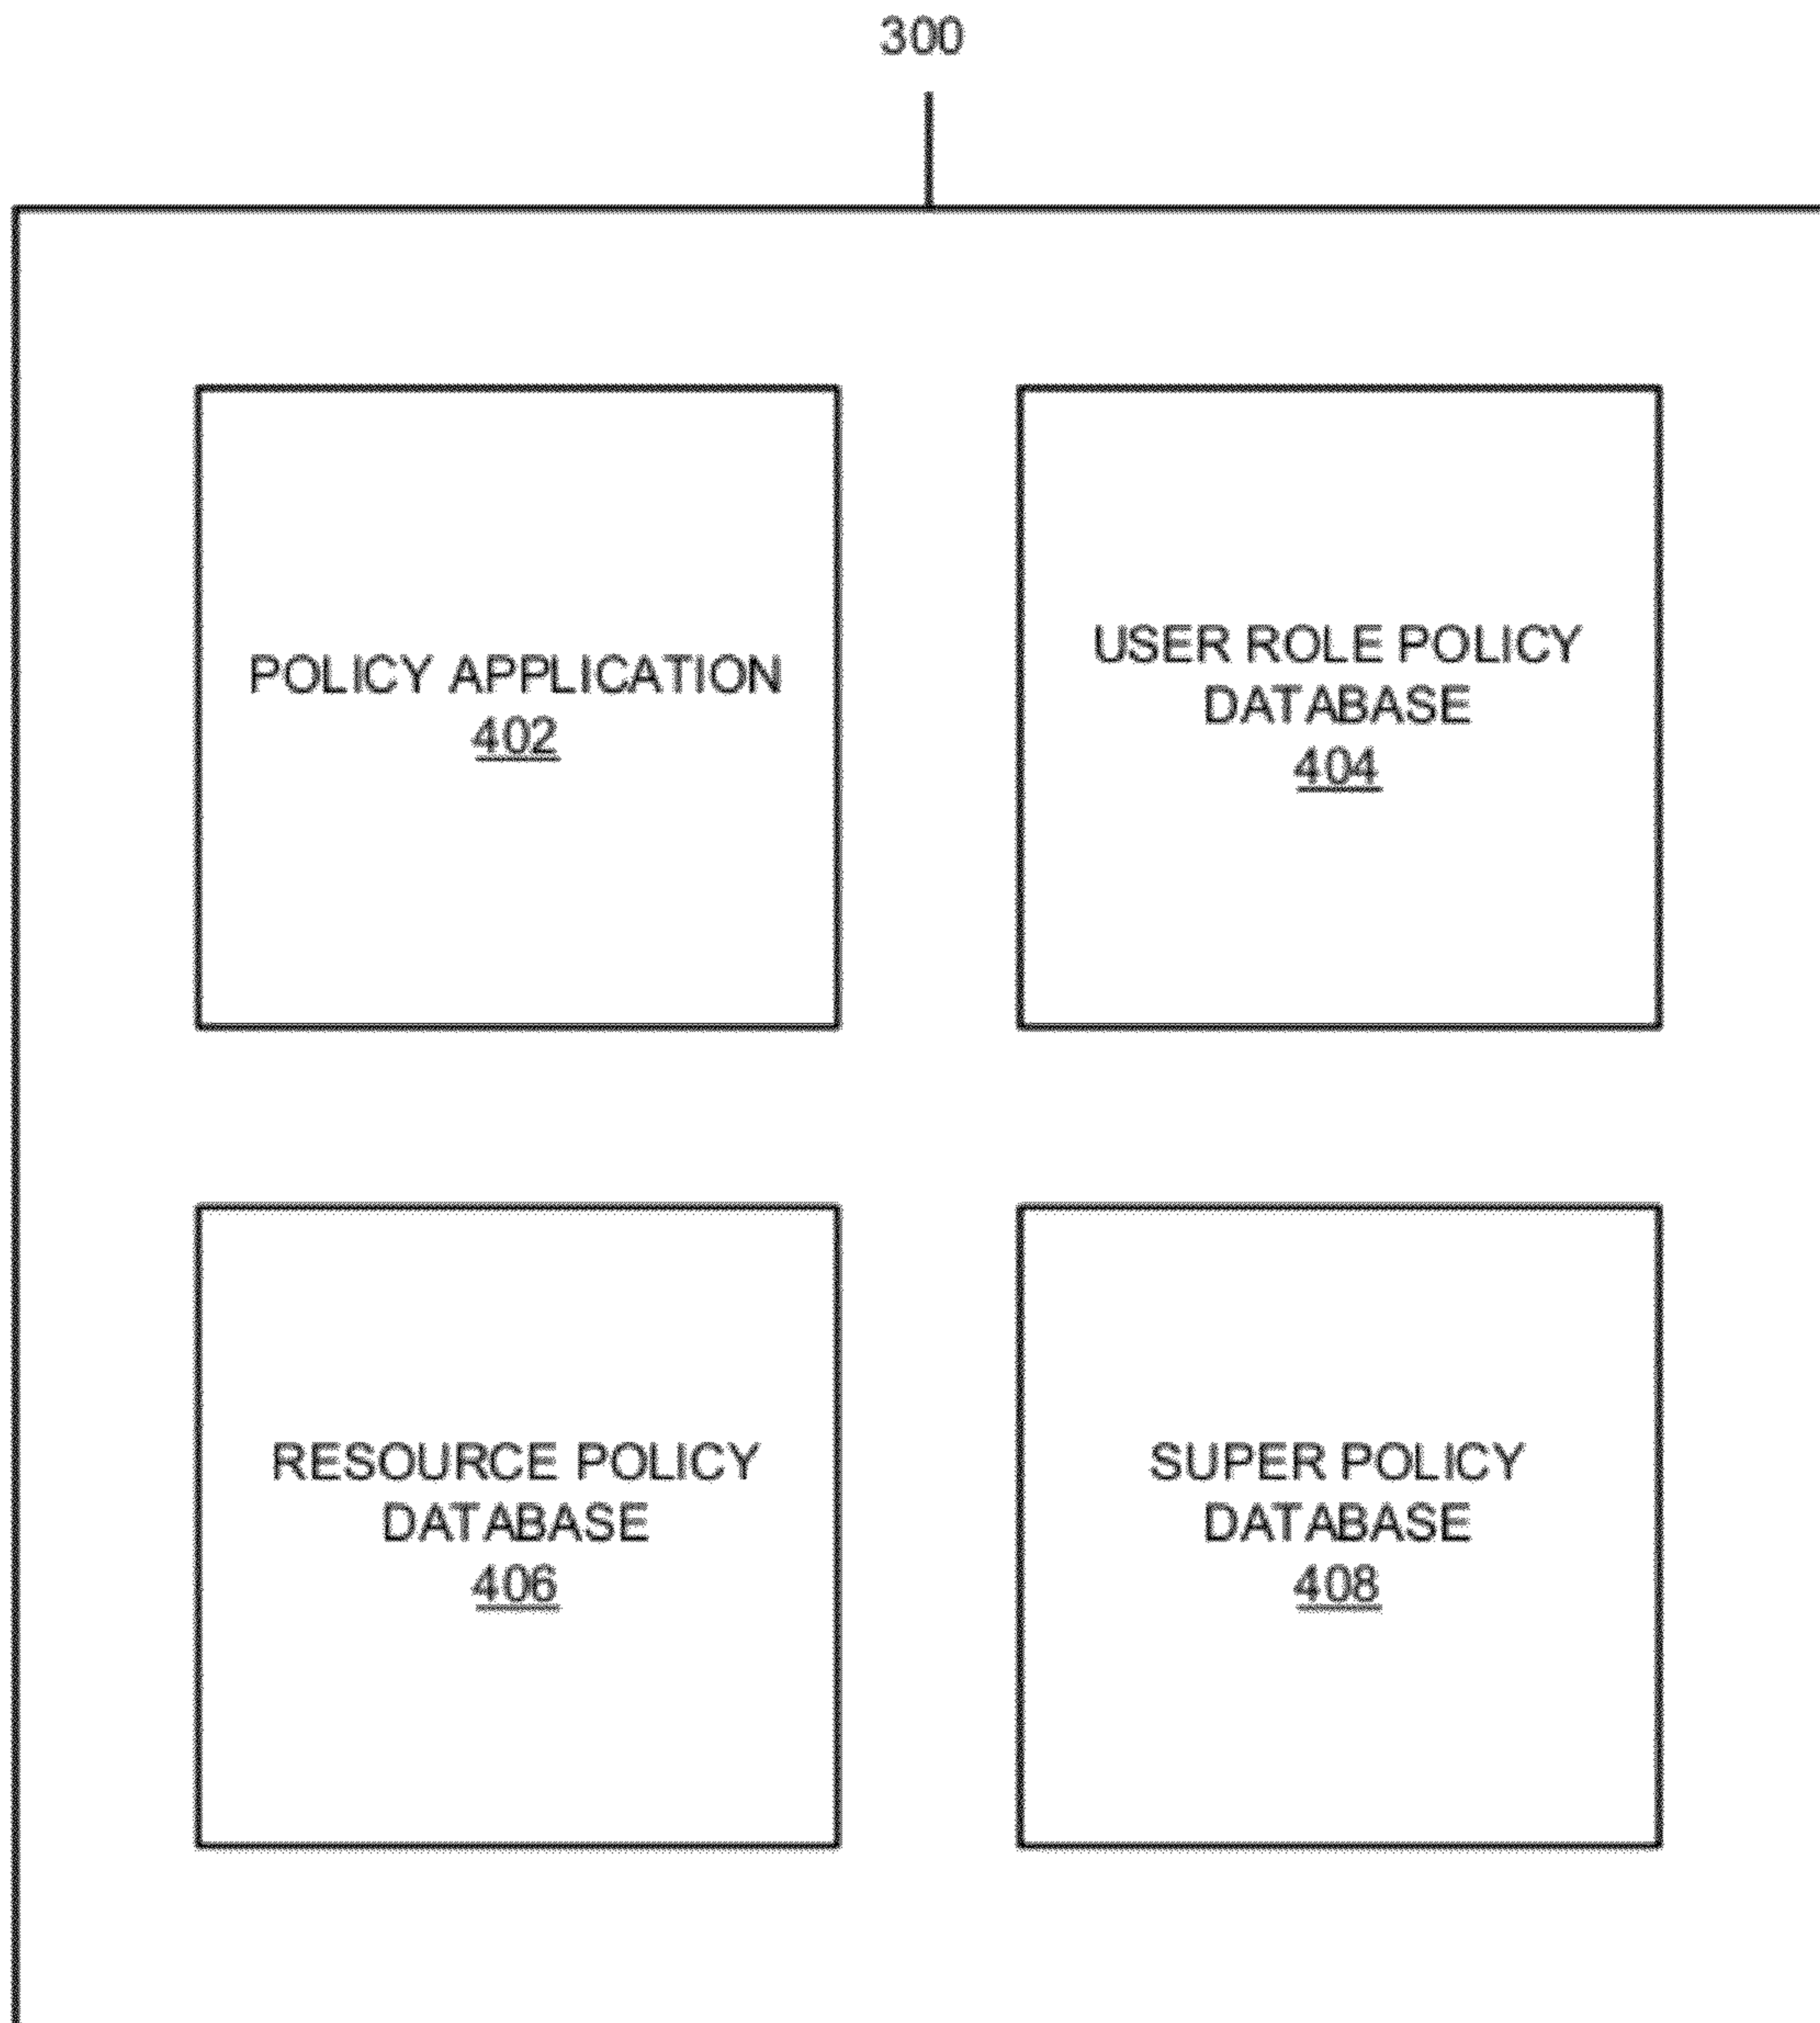 300
POLICY APPLICATION
402
USER ROLE POLICY
DATABASE
404
RESOURCE POLICY
DATABASE
406
SUPER POLICY
DATABASE
408